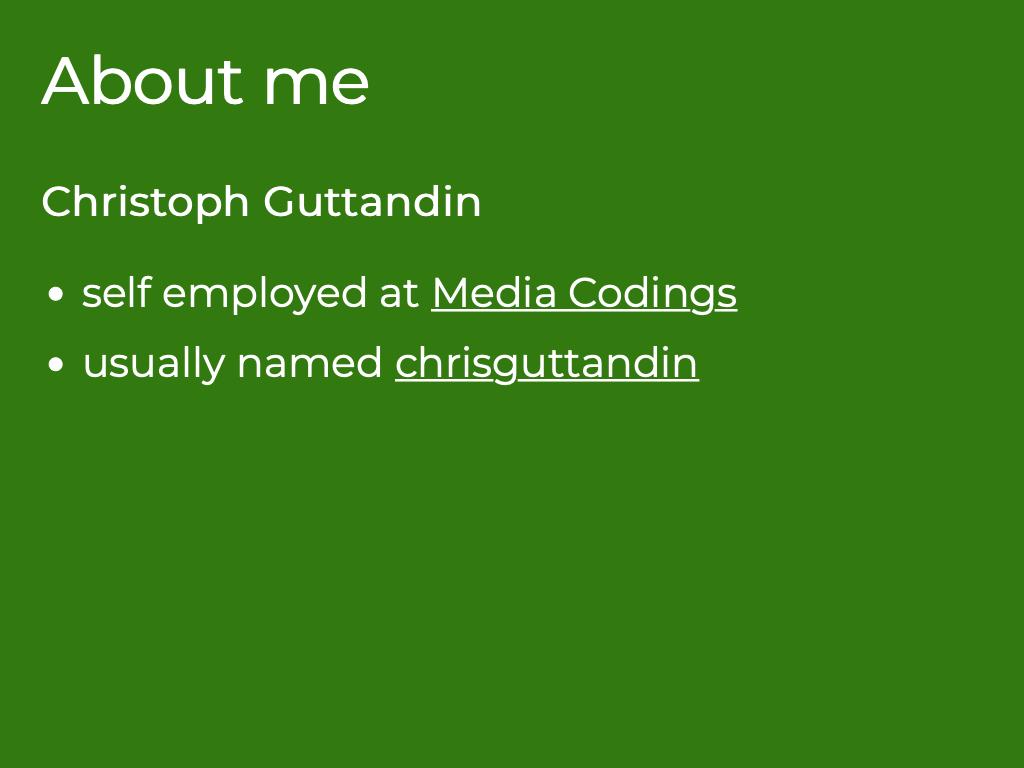 About me
Christoph Guttandin
self employed at Media Codings
usually named chrisguttandin